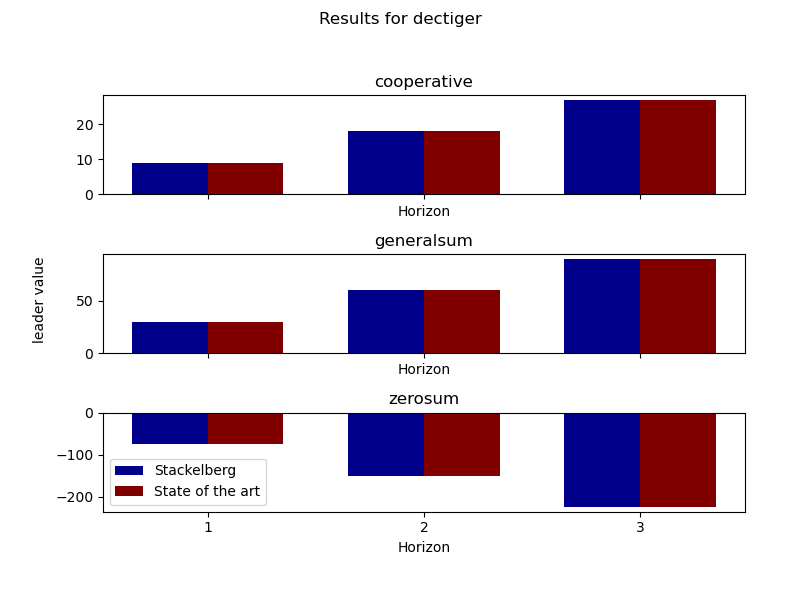 Results for dectiger
cooperative
20
10
0
Horizon
generalsum
50
0
Horizon
leader value
zerosum
0
−100
−200
Stackelberg
State of the art
1 2 3
Horizon